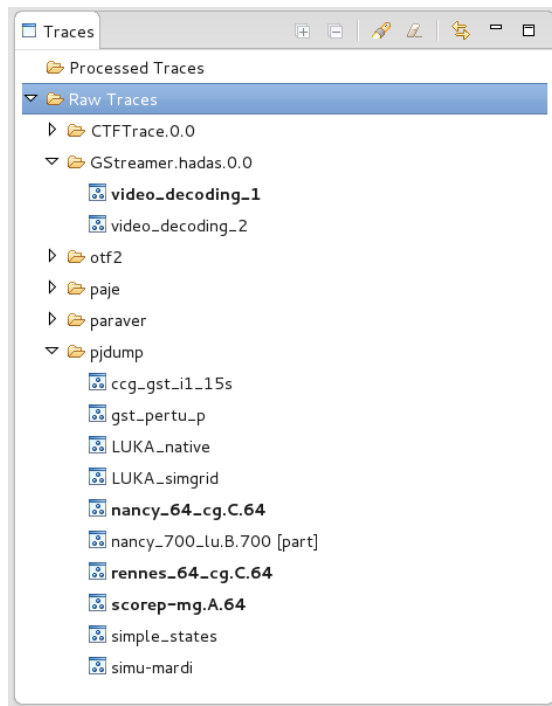 Traces
Processed Traces
Raw Traces
CTFTrace.0.0
GStreamer.hadas.0.0
video_decoding_1
video_decoding_2
otf2
paje
paraver
pjdump
ccg_gst_i1_15s
gst_pertu_p
LUKA_native
LUKA_simgrid
nancy_64_cg.C.64
nancy_700_lu.B.700 [part]
rennes_64_cg.C.64
scorep-mg.A.64
simple_states
simu-mardi